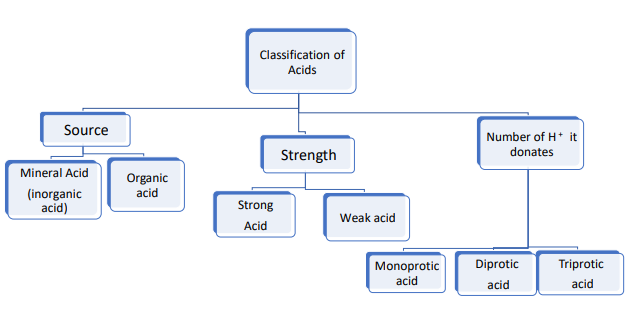 Classification of
Acids
Source
Strength
Number of H⁺ it
donates
Mineral Acid
(inorganic
acid)
Organic
acid
Strong
Acid
Weak acid
Monoprotic
acid
Diprotic
acid
Triprotic
acid